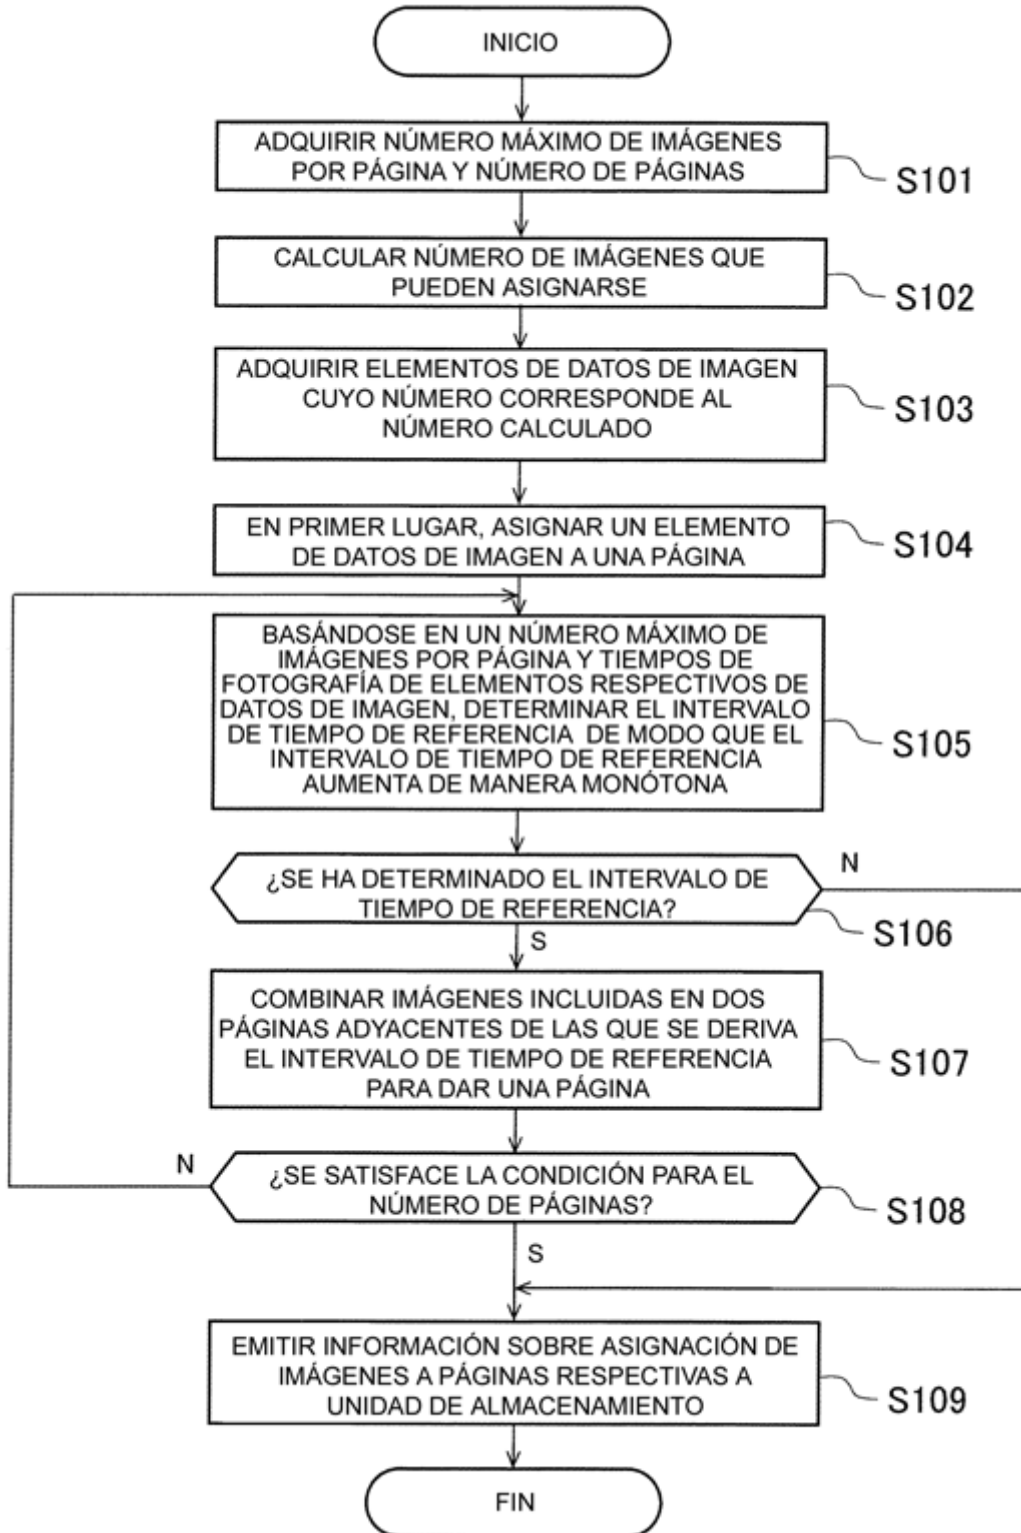 INICIO
ADQUIRIR NÚMERO MÁXIMO DE IMÁGENES
POR PÁGINA Y NÚMERO DE PÁGINAS
S101
CALCULAR NÚMERO DE IMÁGENES QUE
PUEDEN ASIGNARSE
S102
ADQUIRIR ELEMENTOS DE DATOS DE IMAGEN
CUYO NÚMERO CORRESPONDE AL
NÚMERO CALCULADO
S103
EN PRIMER LUGAR, ASIGNAR UN ELEMENTO
DE DATOS DE IMAGEN A UNA PÁGINA
S104
BASÁNDOSE EN UN NÚMERO MÁXIMO DE
IMÁGENES POR PÁGINA Y TIEMPOS DE
FOTOGRAFÍA DE ELEMENTOS RESPECTIVOS DE
DATOS DE IMAGEN, DETERMINAR EL INTERVALO
DE TIEMPO DE REFERENCIA DE MODO QUE EL
INTERVALO DE TIEMPO DE REFERENCIA
AUMENTA DE MANERA MONÓTONA
S105
¿SE HA DETERMINADO EL INTERVALO DE
TIEMPO DE REFERENCIA?
N
S106
S
COMBINAR IMÁGENES INCLUIDAS EN DOS
PÁGINAS ADYACENTES DE LAS QUE SE DERIVA
EL INTERVALO DE TIEMPO DE REFERENCIA
PARA DAR UNA PÁGINA
S107
N
¿SE SATISFACE LA CONDICIÓN PARA EL
NÚMERO DE PÁGINAS?
S108
S
EMITIR INFORMACIÓN SOBRE ASIGNACIÓN DE
IMÁGENES A PÁGINAS RESPECTIVAS A
UNIDAD DE ALMACENAMIENTO
S109
FIN